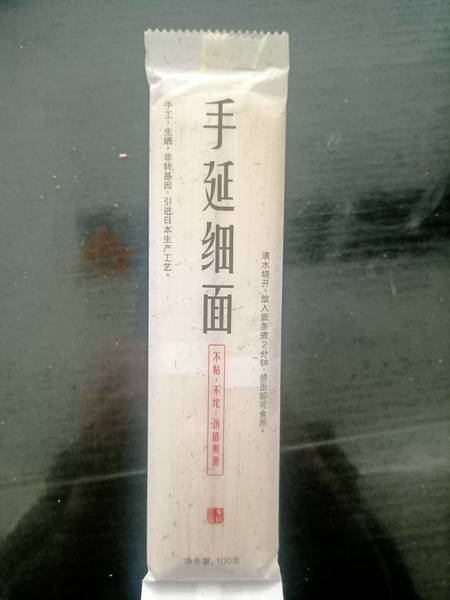 手延细面
手工，生晒，非转基因，引进日本生产工艺。
清水烧开，放入面条煮2分钟，捞出即可食用。
不粘，不坨，劲道爽滑
净含量：100克